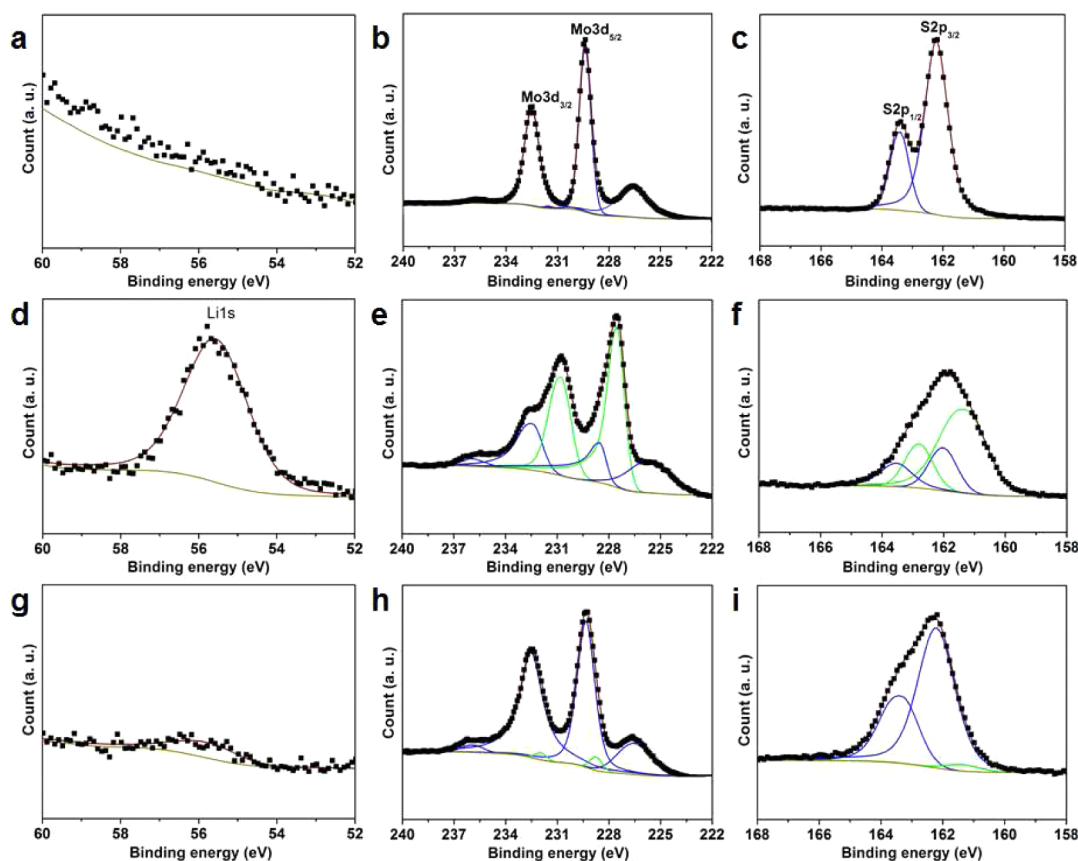 a
Count (a. u.)
60 58 56 54 52
Binding energy (eV)
b
Mo3d5/2
Mo3d3/2
Count (a. u.)
240 237 234 231 228 225 222
Binding energy (eV)
c
S2p3/2
S2p1/2
Count (a. u.)
168 166 164 162 160 158
Binding energy (eV)
d
Li1s
Count (a. u.)
60 58 56 54 52
Binding energy (eV)
e
Count (a. u.)
240 237 234 231 228 225 222
Binding energy (eV)
f
Count (a. u.)
168 166 164 162 160 158
Binding energy (eV)
g
Count (a. u.)
60 58 56 54 52
Binding energy (eV)
h
Count (a. u.)
240 237 234 231 228 225 222
Binding energy (eV)
i
Count (a. u.)
168 166 164 162 160 158
Binding energy (eV)